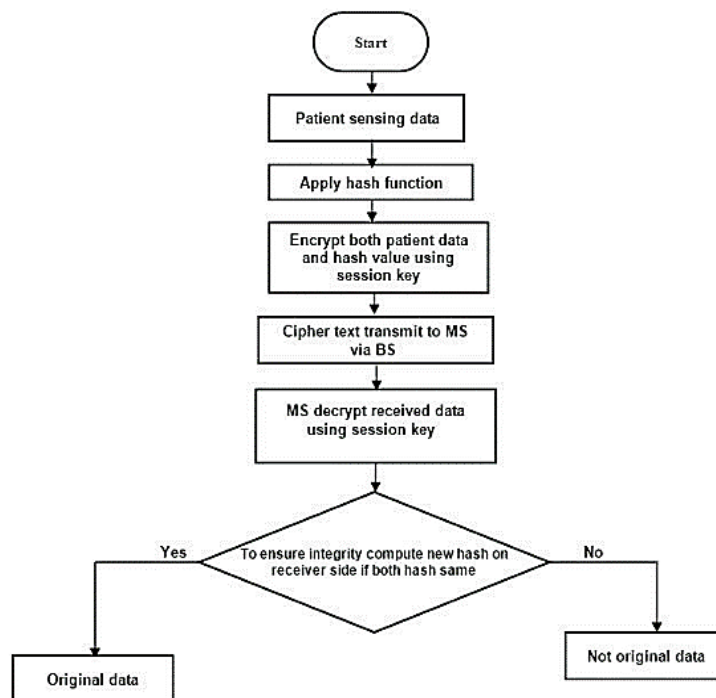 Start
Patient sensing data
Apply hash function
Encrypt both patient data
and hash value using
session key
Cipher text transmit to MS
via BS
MS decrypt received data
using session key
To ensure integrity compute new hash on
receiver side if both hash same
Yes
No
Original data
Not original data